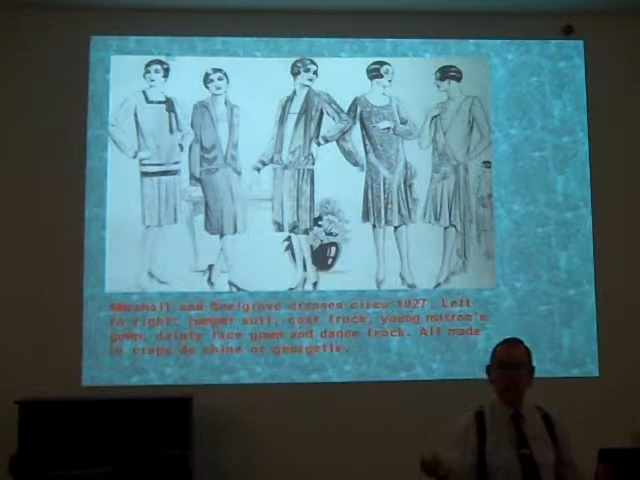 Marshall and Snelgrove dresses circa 1927. Left
to right: jumper suit, coat frock, young matron's
gown, dainty lace gown and dance frock. All made
in crepe de chine or georgette.